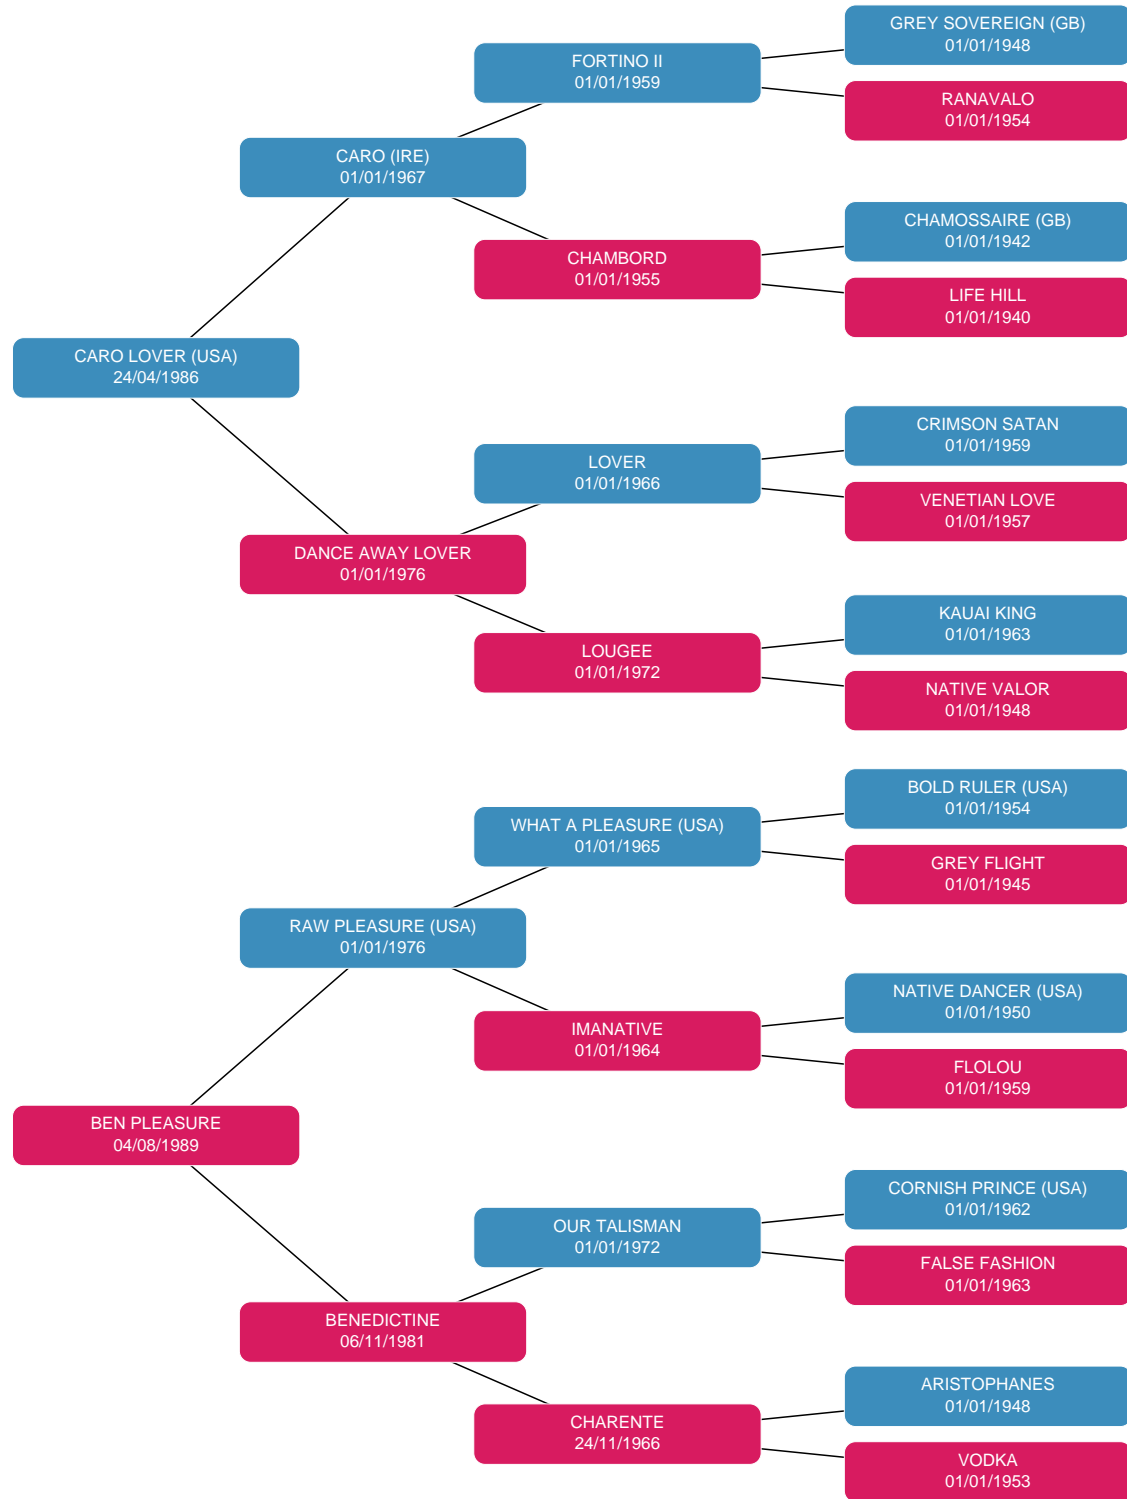 GREY SOVEREIGN (GB)
01/01/1948
FORTINO II
01/01/1959
RANAVALO
01/01/1954
CARO (IRE)
01/01/1967
CHAMOSSAIRE (GB)
01/01/1942
CHAMBORD
01/01/1955
LIFE HILL
01/01/1940
CARO LOVER (USA)
24/04/1986
CRIMSON SATAN
01/01/1959
LOVER
01/01/1966
VENETIAN LOVE
01/01/1957
DANCE AWAY LOVER
01/01/1976
KAUAI KING
01/01/1963
LOUGEE
01/01/1972
NATIVE VALOR
01/01/1948
BOLD RULER (USA)
01/01/1954
WHAT A PLEASURE (USA)
01/01/1965
GREY FLIGHT
01/01/1945
RAW PLEASURE (USA)
01/01/1976
NATIVE DANCER (USA)
01/01/1950
IMANATIVE
01/01/1964
FLOLOU
01/01/1959
BEN PLEASURE
04/08/1989
CORNISH PRINCE (USA)
01/01/1962
OUR TALISMAN
01/01/1972
FALSE FASHION
01/01/1963
BENEDICTINE
06/11/1981
ARISTOPHANES
01/01/1948
CHARENTE
24/11/1966
VODKA
01/01/1953